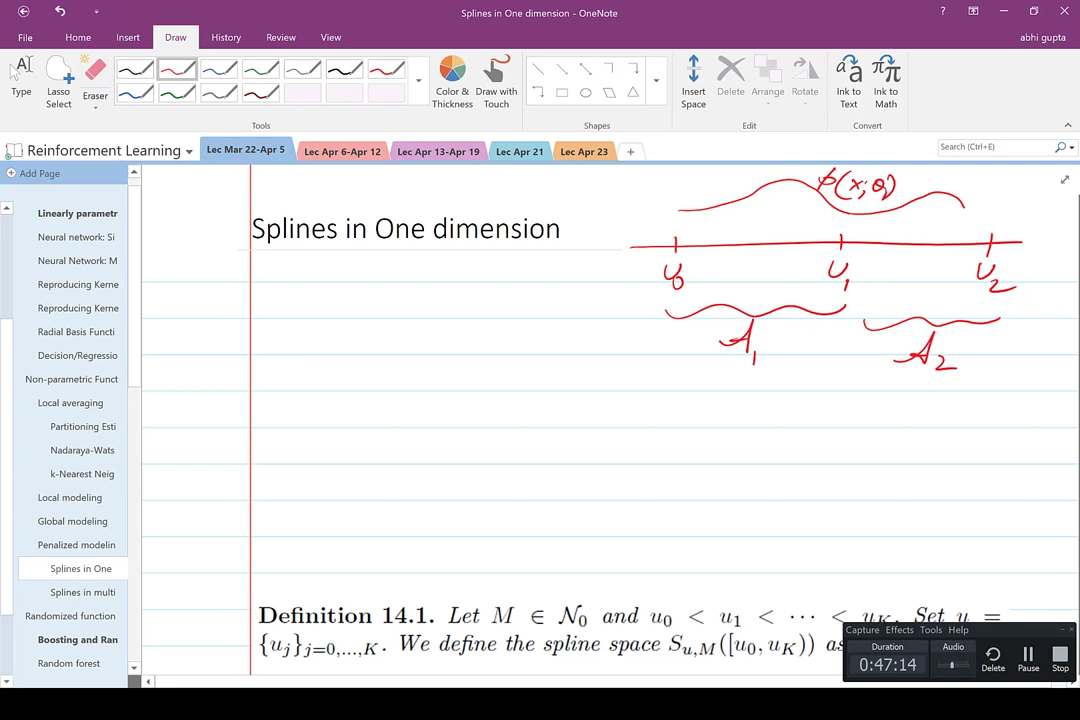 Splines in One dimension - OneNote
?
File
Home
Insert
Draw
History
Review
View
abhi gupta
Type
Lasso Select
Eraser
Color & Thickness
Draw with Touch
Insert Space
Delete
Arrange
Rotate
Ink to Text
Ink to Math
Tools
Shapes
Edit
Convert
Reinforcement Learning
Lec Mar 22-Apr 5
Lec Apr 6-Apr 12
Lec Apr 13-Apr 19
Lec Apr 21
Lec Apr 23
+
Search (Ctrl+E)
Add Page
Linearly parametr
Neural network: Si
Neural Network: M
Reproducing Kerne
Reproducing Kerne
Radial Basis Functi
Decision/Regressio
Non-parametric Funct
Local averaging
Partitioning Esti
Nadaraya-Wats
k-Nearest Neig
Local modeling
Global modeling
Penalized modelin
Splines in One
Splines in multi
Randomized function
Boosting and Ran
Random forest
Splines in One dimension
ϕ(x; θ)
u₀ u₁ u₂
A₁ A₂
Definition 14.1. Let M ∈ N₀ and u₀ < u₁ < ··· < u_K. Set u =
{u_j}_{j=0,...,K}. We define the spline space S_{u,M}([u₀, u_K)) as
Capture Effects Tools Help
Duration
Audio
0:47:14
Delete
Pause
Stop